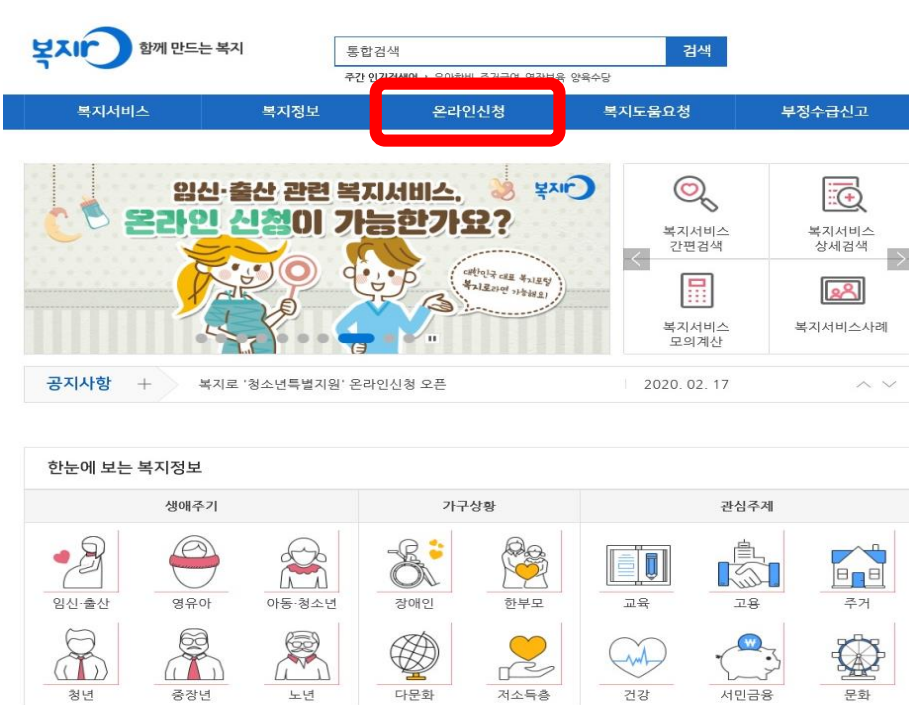 복지로 함께 만드는 복지
통합검색 검색
주간 양육수당
복지서비스 복지정보 온라인신청 복지도움요청 부정수급신고
임신·출산 관련 복지서비스, 복지로
온라인 신청이 가능한가요?
대한민국 대표 복지포털
복지로라면 가능해요!
복지서비스
간편검색
복지서비스
상세검색
복지서비스
모의계산
복지서비스사례
공지사항 + 복지로 '청소년특별지원' 온라인신청 오픈 2020. 02. 17
한눈에 보는 복지정보
생애주기 가구상황 관심주제
임신·출산 영유아 아동·청소년 장애인 한부모 교육 고용 주거
W
청년 중장년 노년 다문화 저소득층 건강 서민금융 문화